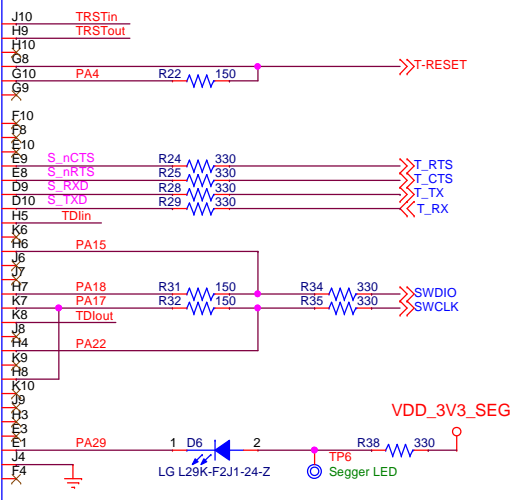 J10 TRSTin
H9 TRSTout
H10
G8 T-RESET
G10 PA4 R22 150
G9
F10
F8
E10
E9 S_nCTS R24 330 T_RTS
E8 S_nRTS R25 330 T_CTS
D9 S_RXD R28 330 T_TX
D10 S_TXD R29 330 T_RX
H5 TDIin
K6
H6 PA15
J6
J7
H7 PA18 R31 150 R34 330 SWDIO
K7 PA17 R32 150 R35 330 SWCLK
K8 TDIout
J8
H4 PA22
K9
H8
K10
J9
H3
VDD_3V3_SEG
E3
E1 PA29 1 D6 2 R38 330
J4 TP6
F4 LG L29K-F2J1-24-Z Segger LED